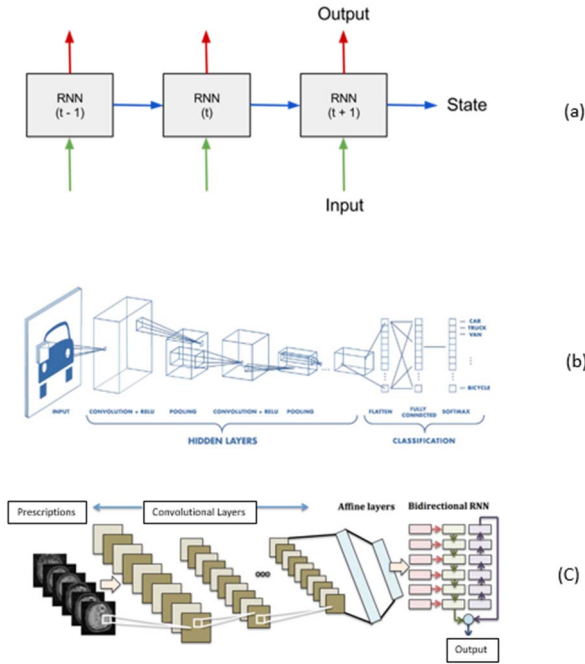 Output
RNN
(t - 1)
RNN
(t)
RNN
(t + 1)
State
(a)
Input
CAR
TRUCK
VAN
BICYCLE
(b)
INPUT
CONVOLUTION + RELU
POOLING
CONVOLUTION + RELU
POOLING
FLATTEN
FULLY
CONNECTED
SOFTMAX
HIDDEN LAYERS
CLASSIFICATION
Prescriptions
Convolutional Layers
Affine layers
Bidirectional RNN
(C)
Output